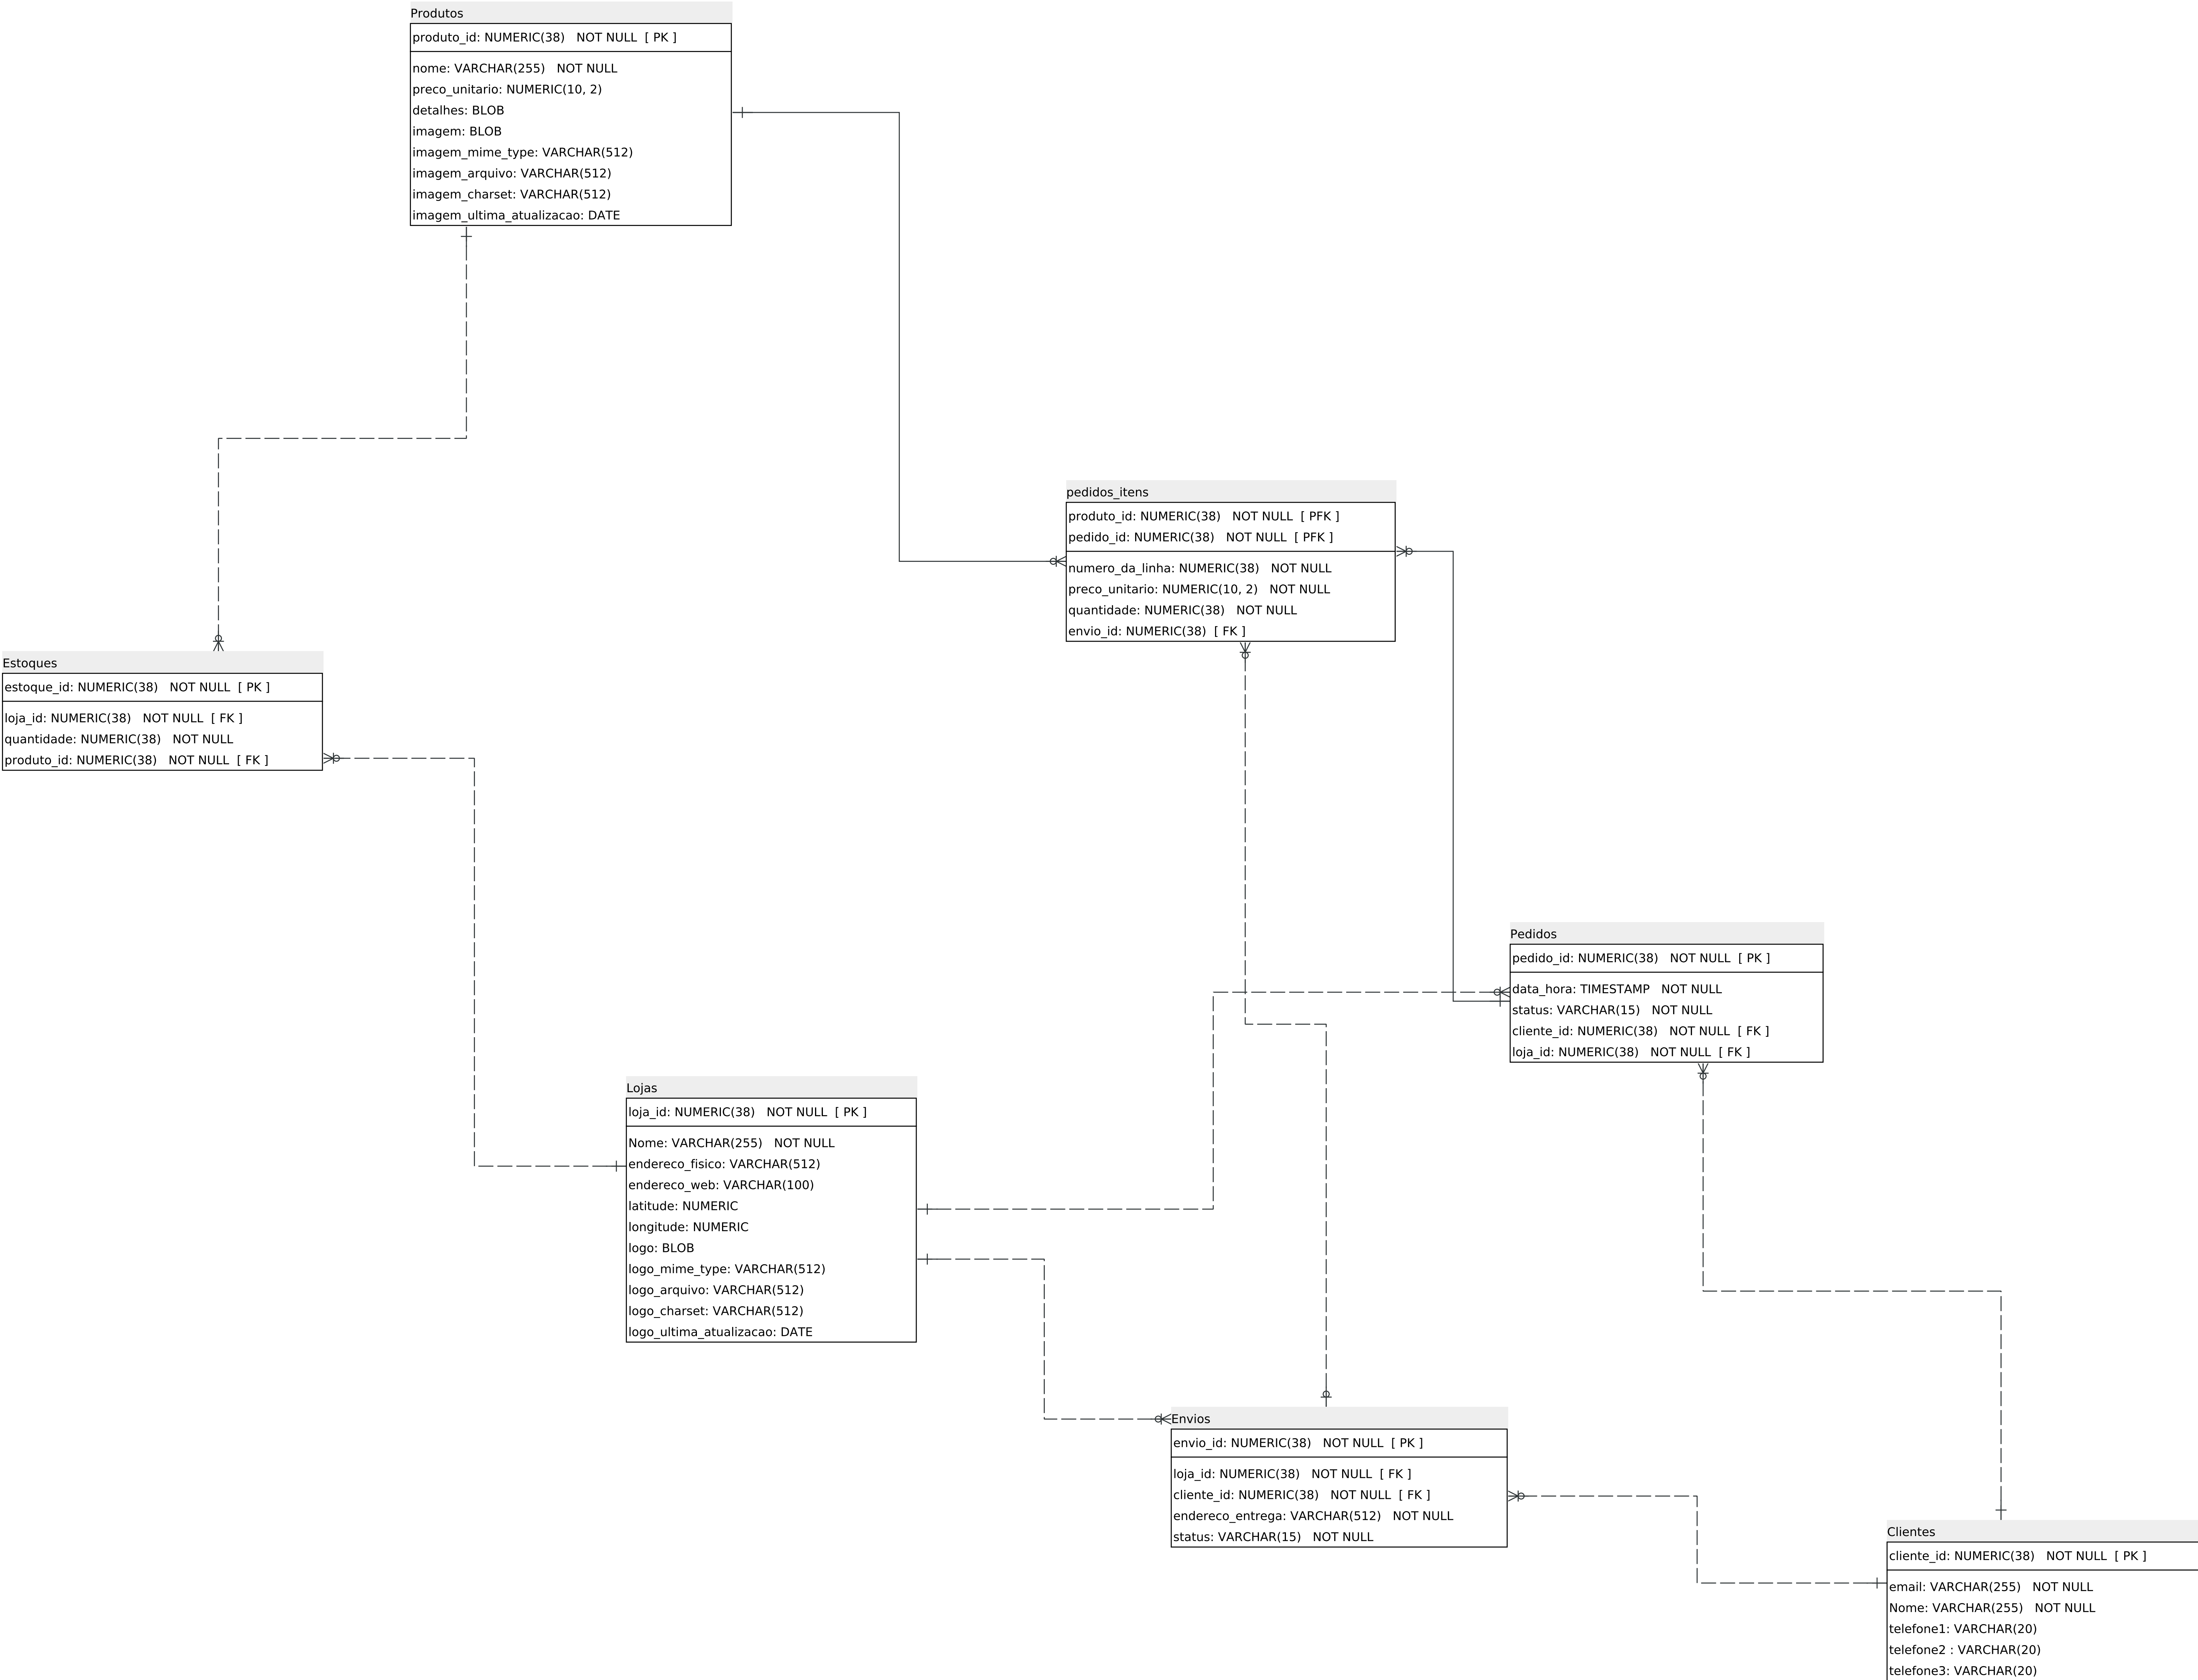 Produtos
produto_id: NUMERIC(38)   NOT NULL  [ PK ]
nome: VARCHAR(255)   NOT NULL
preco_unitario: NUMERIC(10, 2)
detalhes: BLOB
imagem: BLOB
imagem_mime_type: VARCHAR(512)
imagem_arquivo: VARCHAR(512)
imagem_charset: VARCHAR(512)
imagem_ultima_atualizacao: DATE
pedidos_itens
produto_id: NUMERIC(38)   NOT NULL  [ PFK ]
pedido_id: NUMERIC(38)   NOT NULL  [ PFK ]
numero_da_linha: NUMERIC(38)   NOT NULL
preco_unitario: NUMERIC(10, 2)   NOT NULL
quantidade: NUMERIC(38)   NOT NULL
envio_id: NUMERIC(38)  [ FK ]
Estoques
estoque_id: NUMERIC(38)   NOT NULL  [ PK ]
loja_id: NUMERIC(38)   NOT NULL  [ FK ]
quantidade: NUMERIC(38)   NOT NULL
produto_id: NUMERIC(38)   NOT NULL  [ FK ]
Pedidos
pedido_id: NUMERIC(38)   NOT NULL  [ PK ]
data_hora: TIMESTAMP   NOT NULL
status: VARCHAR(15)   NOT NULL
cliente_id: NUMERIC(38)   NOT NULL  [ FK ]
loja_id: NUMERIC(38)   NOT NULL  [ FK ]
Lojas
loja_id: NUMERIC(38)   NOT NULL  [ PK ]
Nome: VARCHAR(255)   NOT NULL
endereco_fisico: VARCHAR(512)
endereco_web: VARCHAR(100)
latitude: NUMERIC
longitude: NUMERIC
logo: BLOB
logo_mime_type: VARCHAR(512)
logo_arquivo: VARCHAR(512)
logo_charset: VARCHAR(512)
logo_ultima_atualizacao: DATE
Envios
envio_id: NUMERIC(38)   NOT NULL  [ PK ]
loja_id: NUMERIC(38)   NOT NULL  [ FK ]
cliente_id: NUMERIC(38)   NOT NULL  [ FK ]
endereco_entrega: VARCHAR(512)   NOT NULL
status: VARCHAR(15)   NOT NULL
Clientes
cliente_id: NUMERIC(38)   NOT NULL  [ PK ]
email: VARCHAR(255)   NOT NULL
Nome: VARCHAR(255)   NOT NULL
telefone1: VARCHAR(20)
telefone2 : VARCHAR(20)
telefone3: VARCHAR(20)